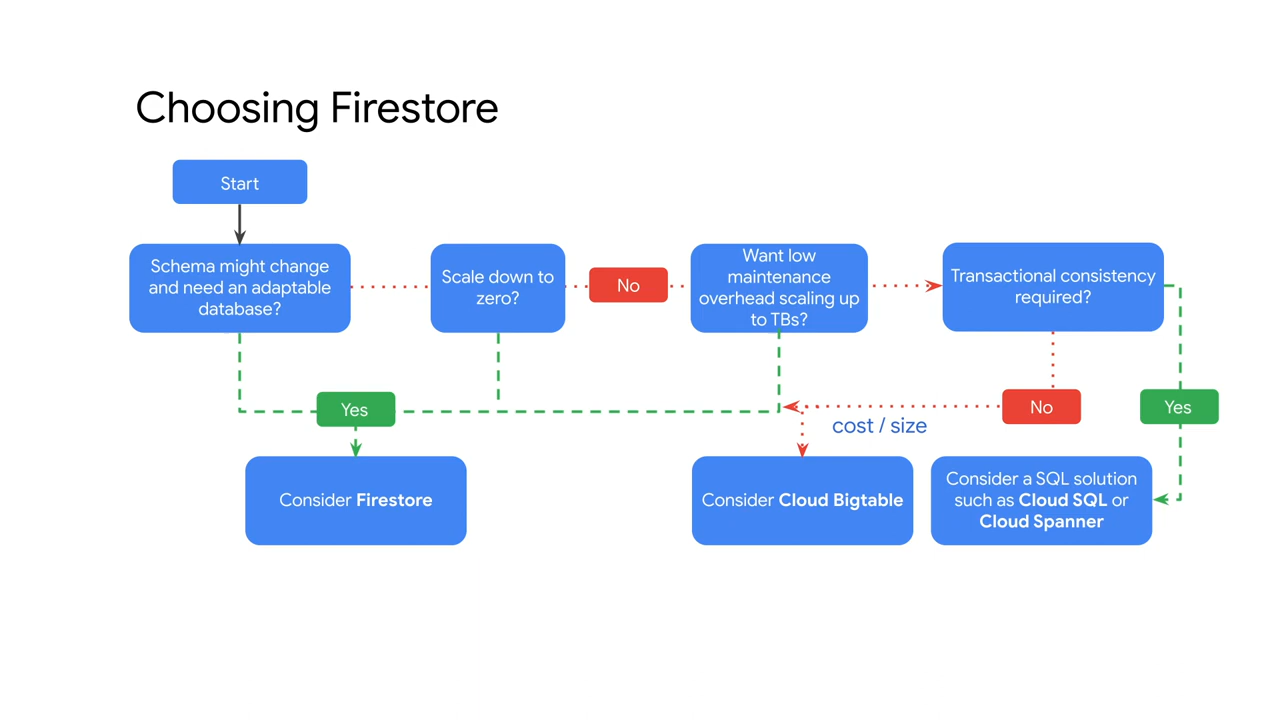 Choosing Firestore
Start
Schema might change
and need an adaptable
database?
Scale down to
zero?
No
Want low
maintenance
overhead scaling up
to TBs?
Transactional consistency
required?
Yes
No
Yes
cost / size
Consider Firestore
Consider Cloud Bigtable
Consider a SQL solution
such as Cloud SQL or
Cloud Spanner